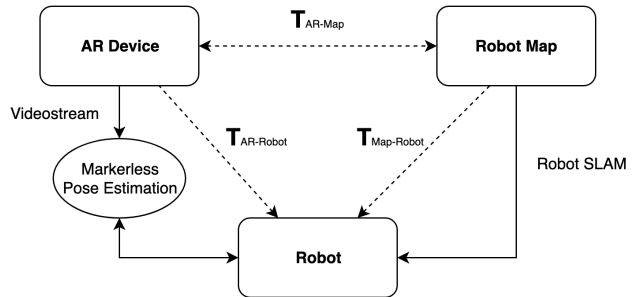 T AR-Map
AR Device
Robot Map
Videostream
T AR-Robot
T Map-Robot
Markerless
Pose Estimation
Robot SLAM
Robot